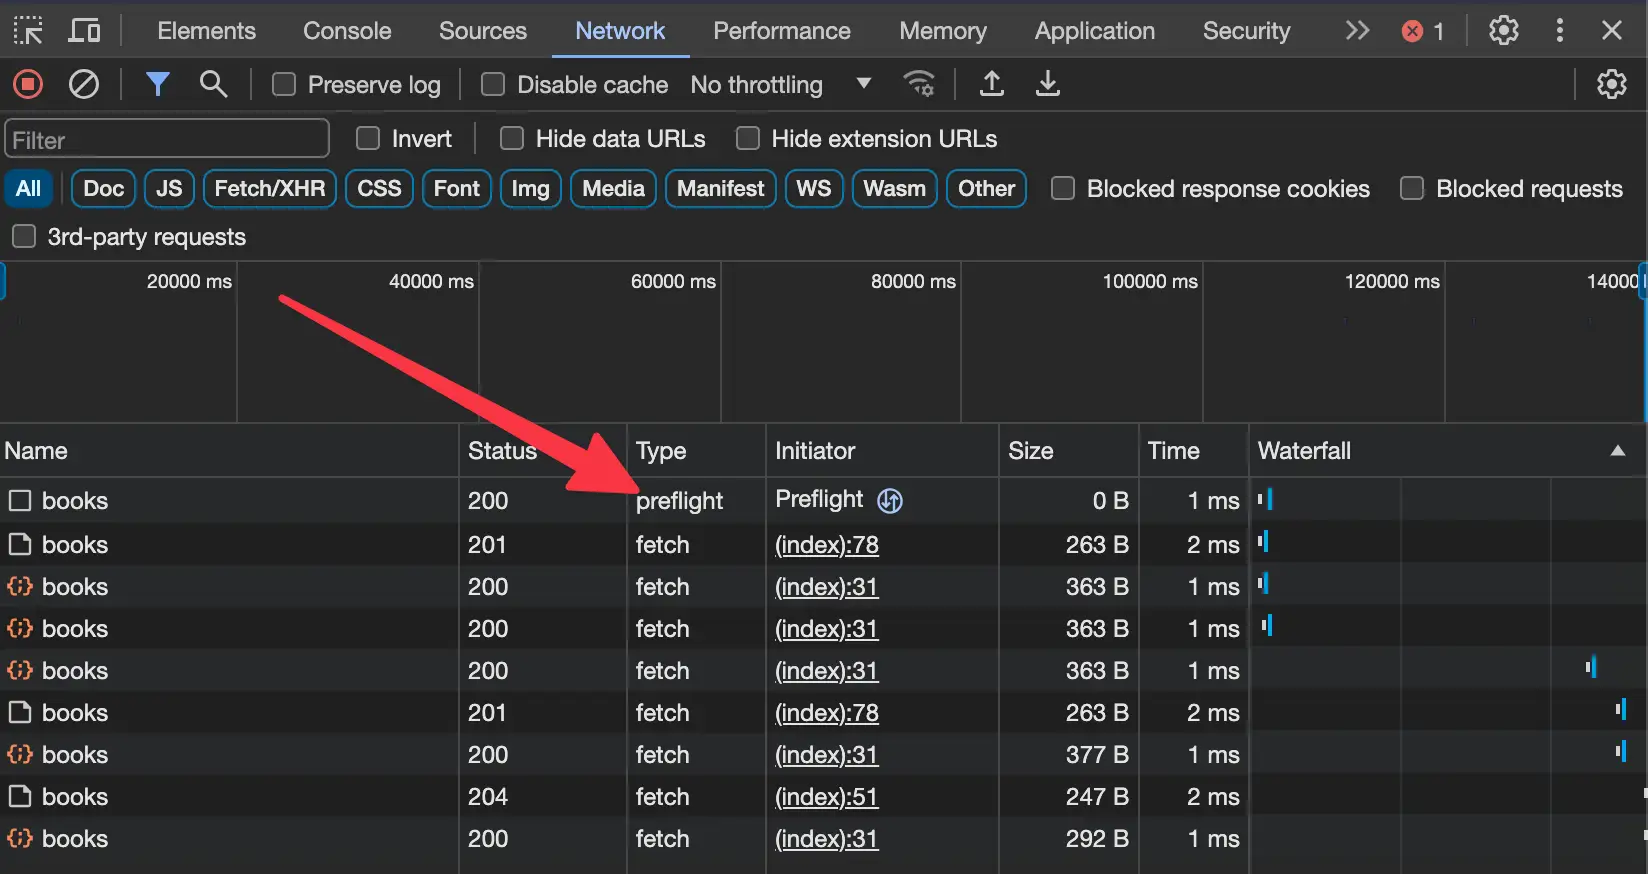 Elements Console Sources Network Performance Memory Application Security 1
Preserve log Disable cache No throttling
Filter Invert Hide data URLs Hide extension URLs
All Doc JS Fetch/XHR CSS Font Img Media Manifest WS Wasm Other Blocked response cookies Blocked requests
3rd-party requests
20000 ms 40000 ms 60000 ms 80000 ms 100000 ms 120000 ms 14000
Name Status Type Initiator Size Time Waterfall
books 200 preflight Preflight 0 B 1 ms
books 201 fetch (index):78 263 B 2 ms
books 200 fetch (index):31 363 B 1 ms
books 200 fetch (index):31 363 B 1 ms
books 200 fetch (index):31 363 B 1 ms
books 201 fetch (index):78 263 B 2 ms
books 200 fetch (index):31 377 B 1 ms
books 204 fetch (index):51 247 B 2 ms
books 200 fetch (index):31 292 B 1 ms